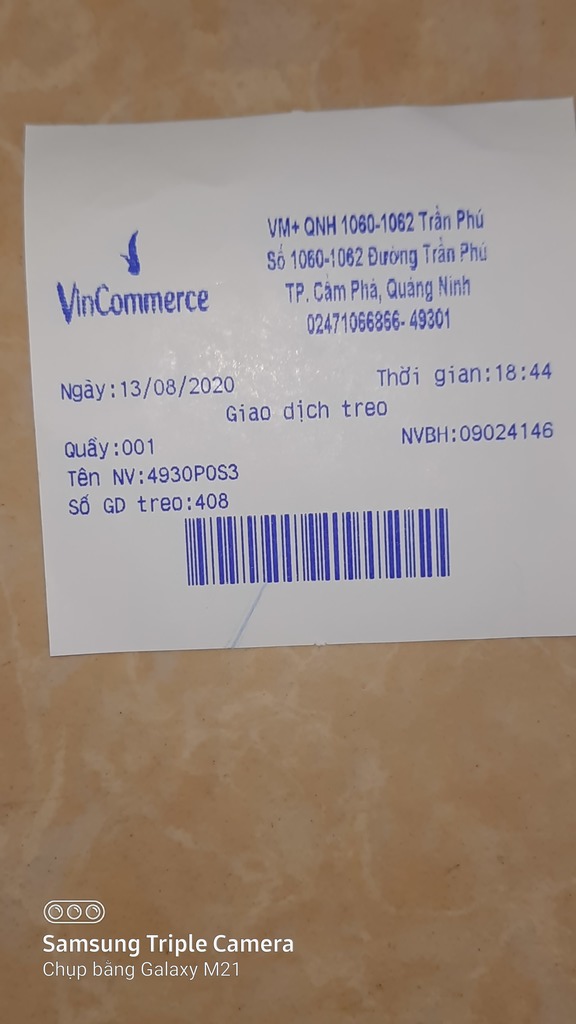 VM+ QNH 1060-1062 Trần Phú
Số 1060-1062 Đường Trần Phú
VinCommerce
TP. Cẩm Phả, Quảng Ninh
02471066866- 49301
Ngày:13/08/2020
Thời gian:18:44
Giao dịch treo
Quầy:001
NVBH:09024146
Tên NV:4930POS3
Số GD treo:408
Samsung Triple Camera
Chụp bằng Galaxy M21